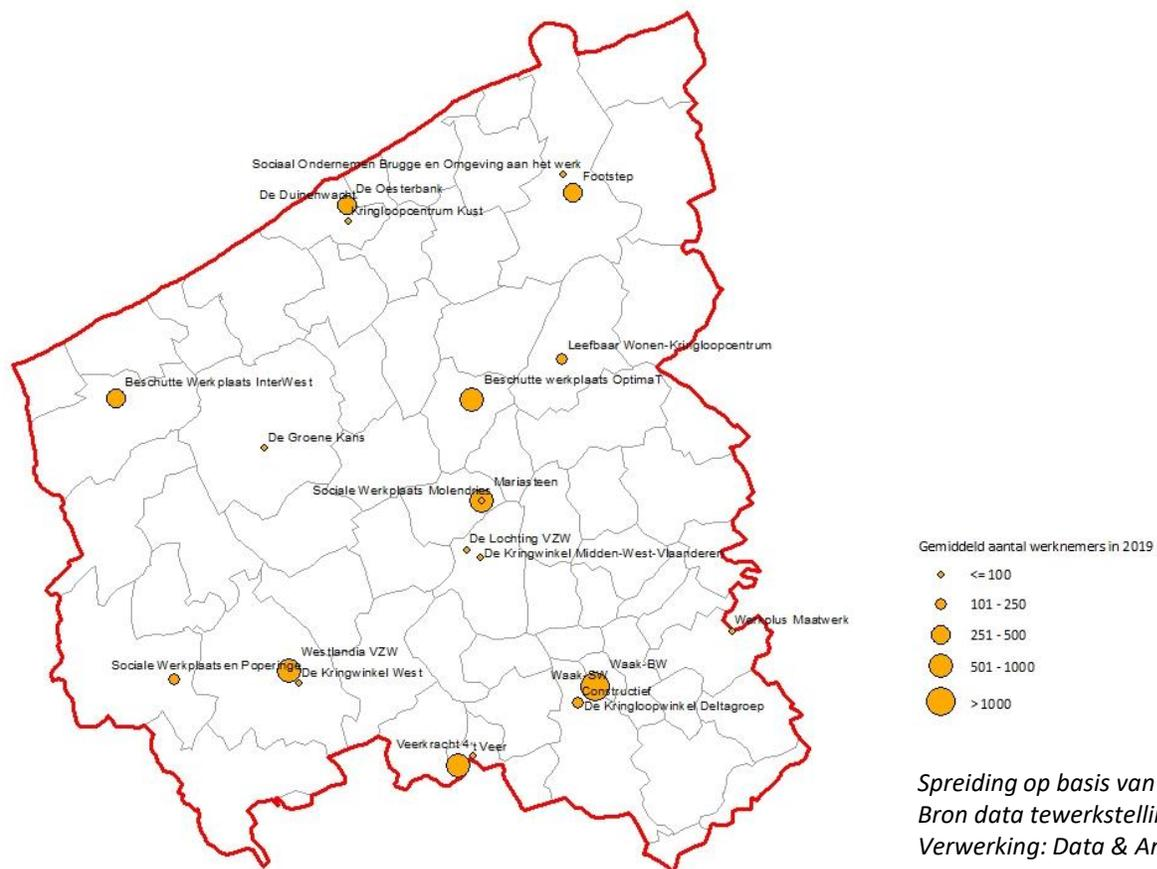 Sociaal Ondernemen Brugge en Omgeving aan het werk
Footstep
De Oesterbank
De Duinenwacht
Kringloopcentrum Kust
Leefbaar Wonen-Kringloopcentrum
Beschutte Werkplaats InterWest
Beschutte werkplaats OptimaT
De Groene Kans
Mariasteen
Sociale Werkplaats Molendries
De Lochting VZW
De Kringwinkel Midden-West-Vlaanderen
Werkplus Maatwerk
Westlandia VZW
Sociale Werkplaatsen Poperinge
De Kringwinkel West
Waak-BW
Waak-SW
Constructief
De Kringloopwinkel Deltagroep
Veerkracht 4
't Veer
Gemiddeld aantal werknemers in 2019
<= 100
101 - 250
251 - 500
501 - 1000
> 1000
Spreiding op basis van
Bron data
Verwerking: Data &